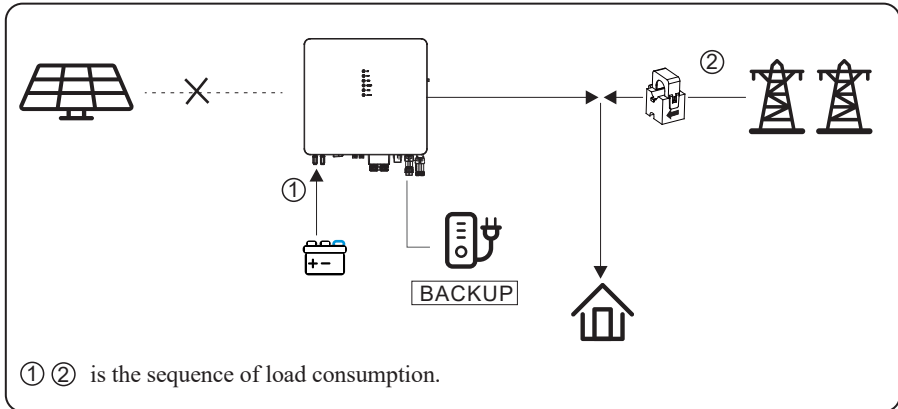 ②
①
+ −
BACKUP
① ② is the sequence of load consumption.